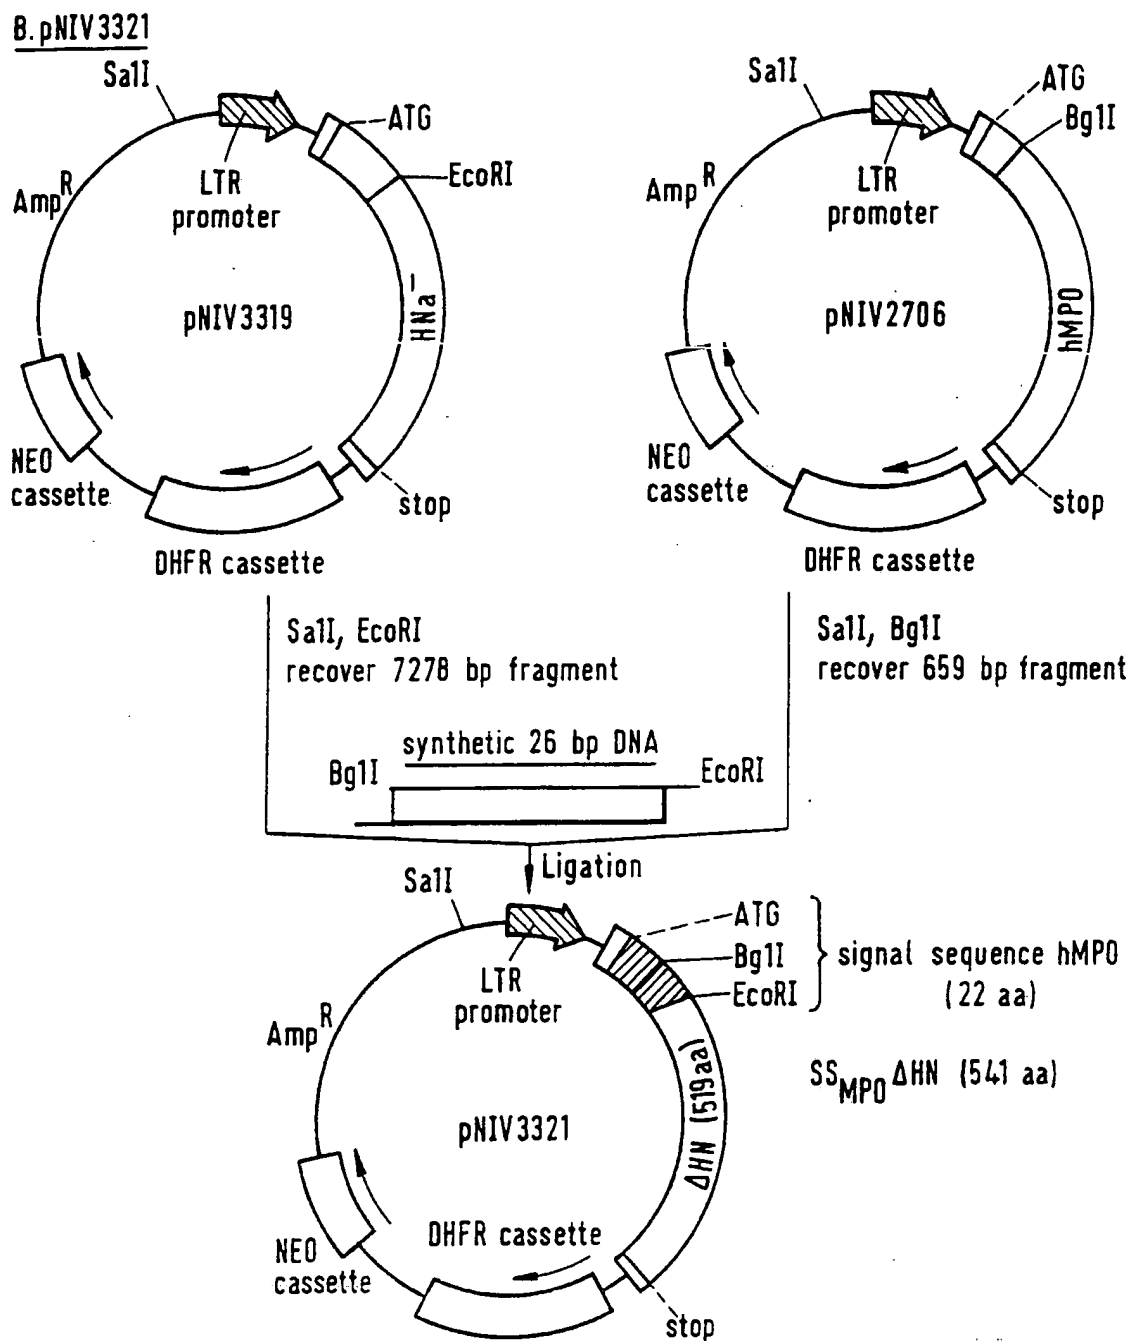 B. pNIV3321
SalI
ATG
EcoRI
LTR
promoter
Amp^R
pNIV3319
HNa^-
NEO
cassette
stop
DHFR cassette
SalI
ATG
BglI
LTR
promoter
Amp^R
pNIV2706
hMPO
NEO
cassette
stop
DHFR cassette
SalI, EcoRI
recover 7278 bp fragment
SalI, BglI
recover 659 bp fragment
synthetic 26 bp DNA
BglI
EcoRI
Ligation
SalI
ATG
BglI
EcoRI
signal sequence hMPO
(22 aa)
LTR
promoter
Amp^R
SS_MPO ΔHN (541 aa)
ΔHN (519aa)
pNIV3321
DHFR cassette
NEO
cassette
stop